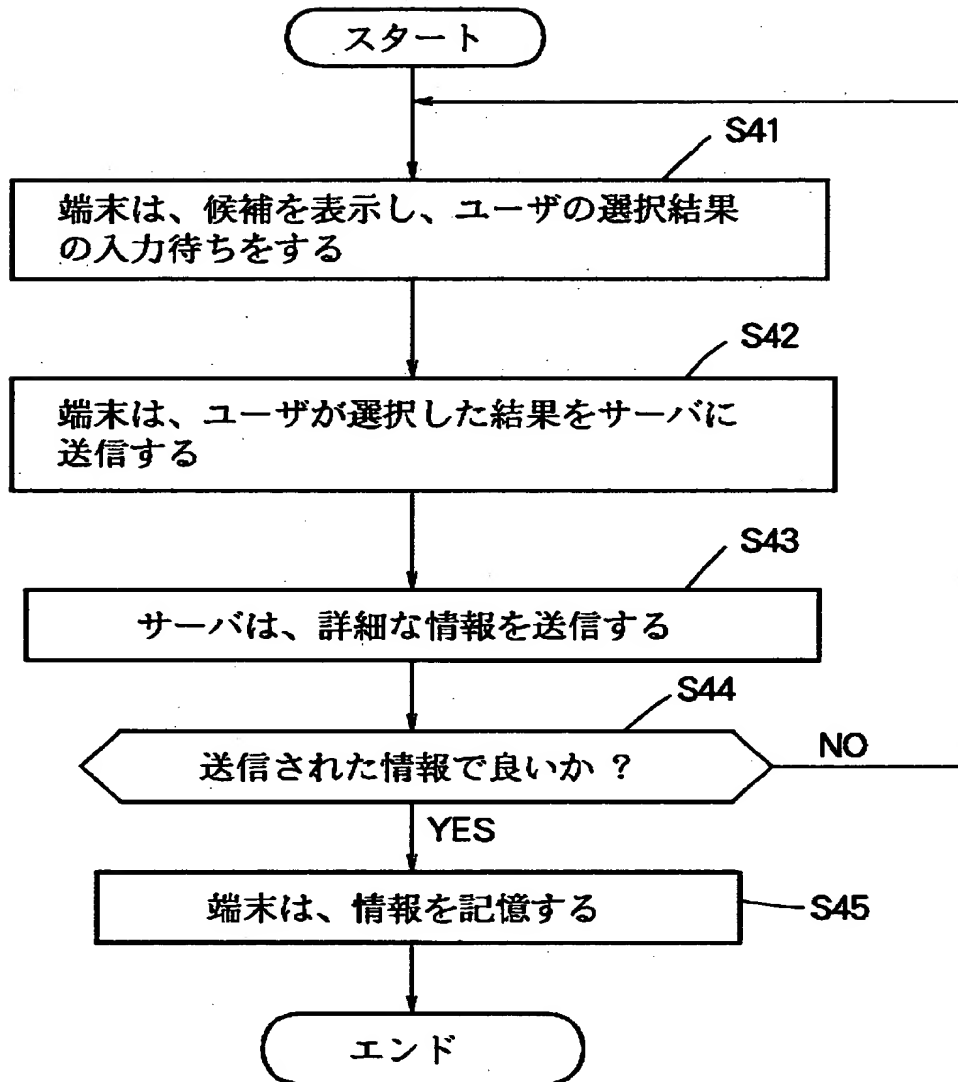 スタート
S41
端末は、候補を表示し、ユーザの選択結果
の入力待ちをする
S42
端末は、ユーザが選択した結果をサーバに
送信する
S43
サーバは、詳細な情報を送信する
S44
送信された情報で良いか ?
NO
YES
端末は、情報を記憶する
S45
エンド